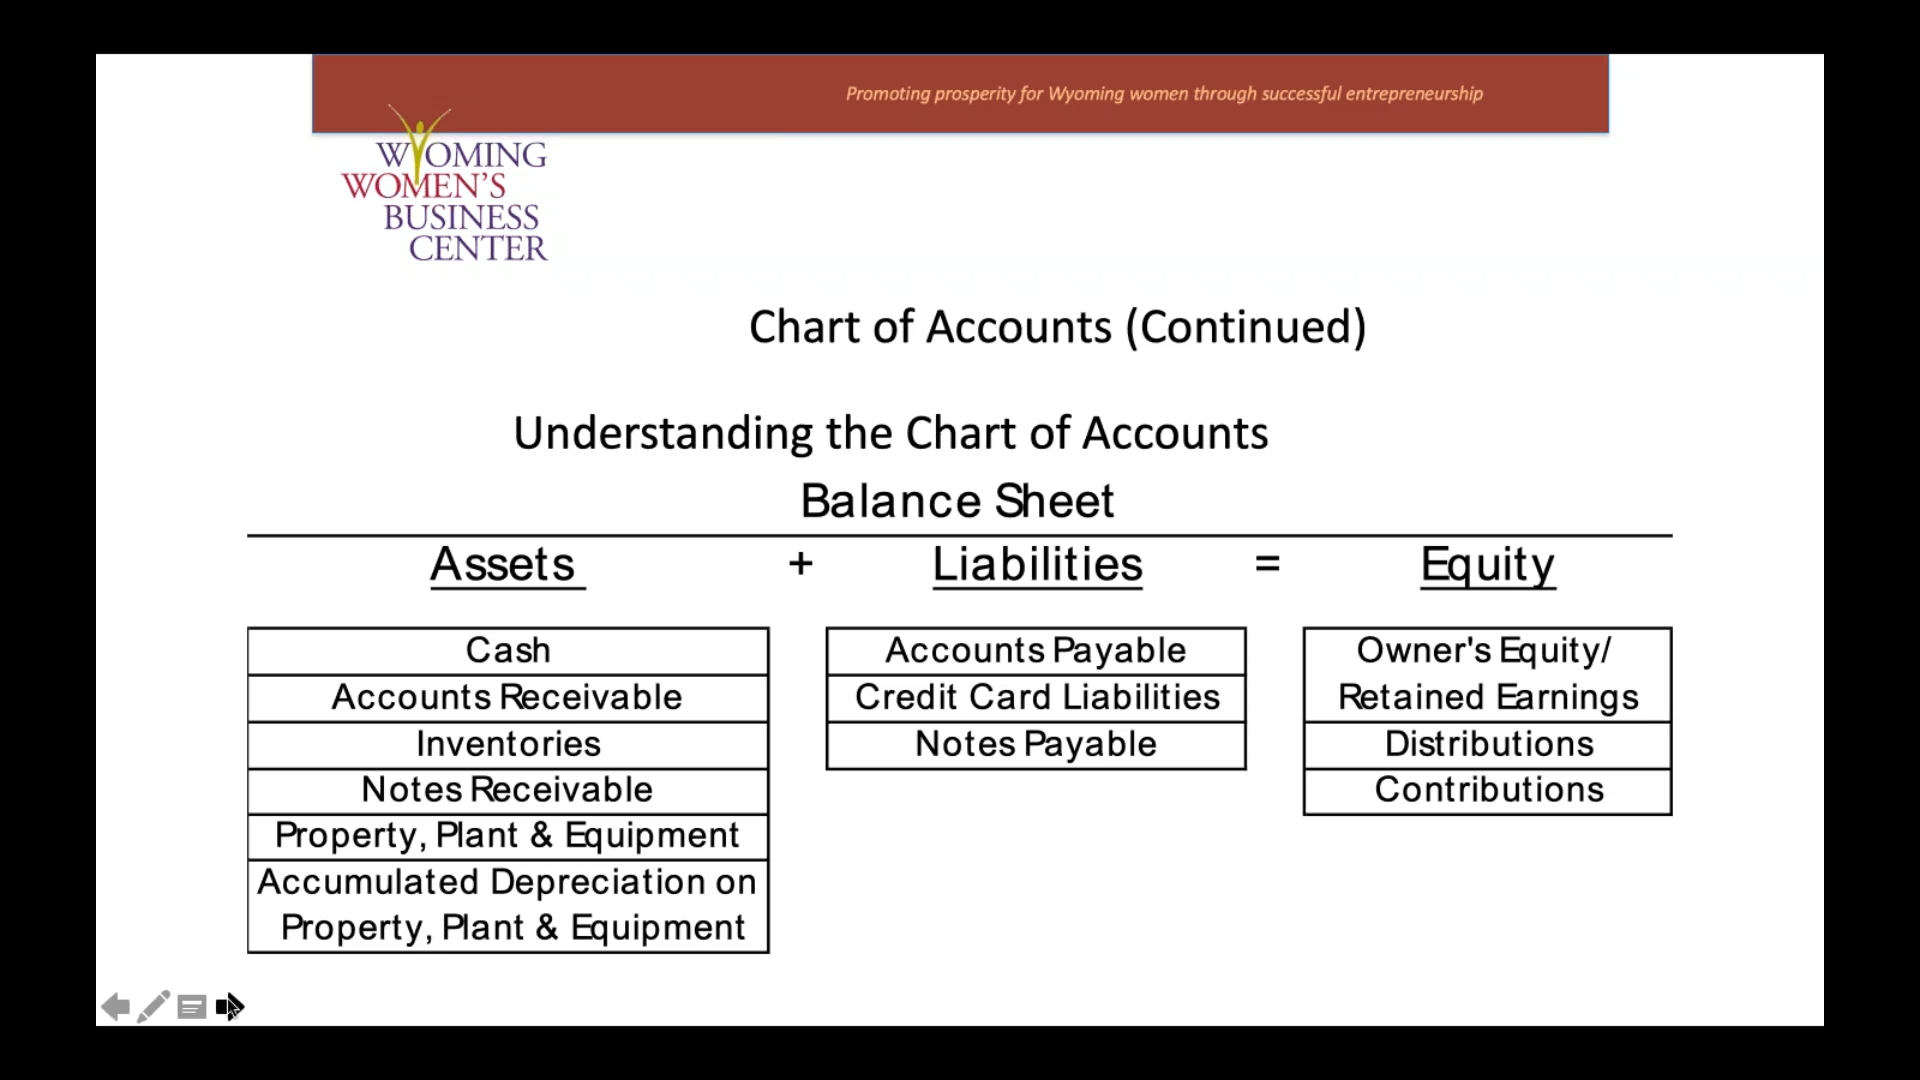 Promoting prosperity for Wyoming women through successful entrepreneurship
WYOMING
WOMEN'S
BUSINESS
CENTER
Chart of Accounts (Continued)
Understanding the Chart of Accounts
Balance Sheet
Assets + Liabilities = Equity
Cash
Accounts Receivable
Inventories
Notes Receivable
Property, Plant & Equipment
Accumulated Depreciation on
Property, Plant & Equipment
Accounts Payable
Credit Card Liabilities
Notes Payable
Owner's Equity/
Retained Earnings
Distributions
Contributions